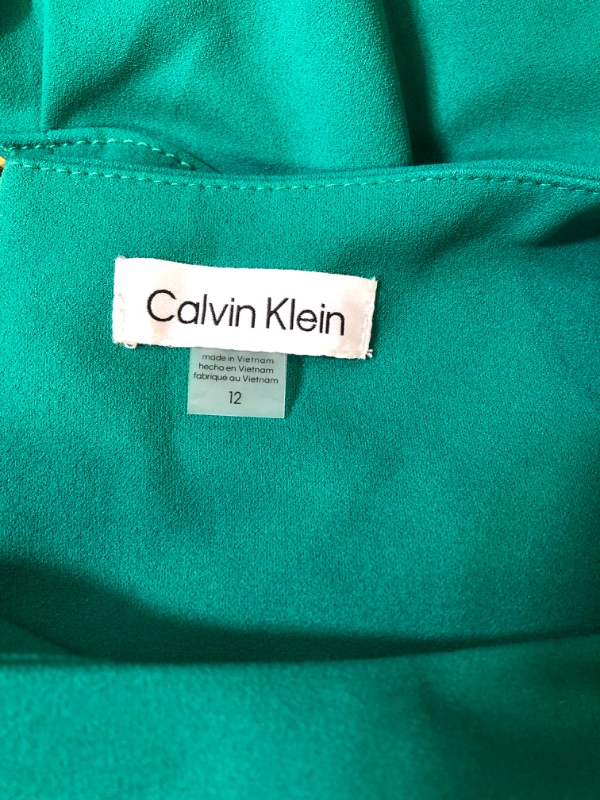 Calvin Klein
made in Vietnam
hecho en Vietnam
fabriqué au Vietnam
12